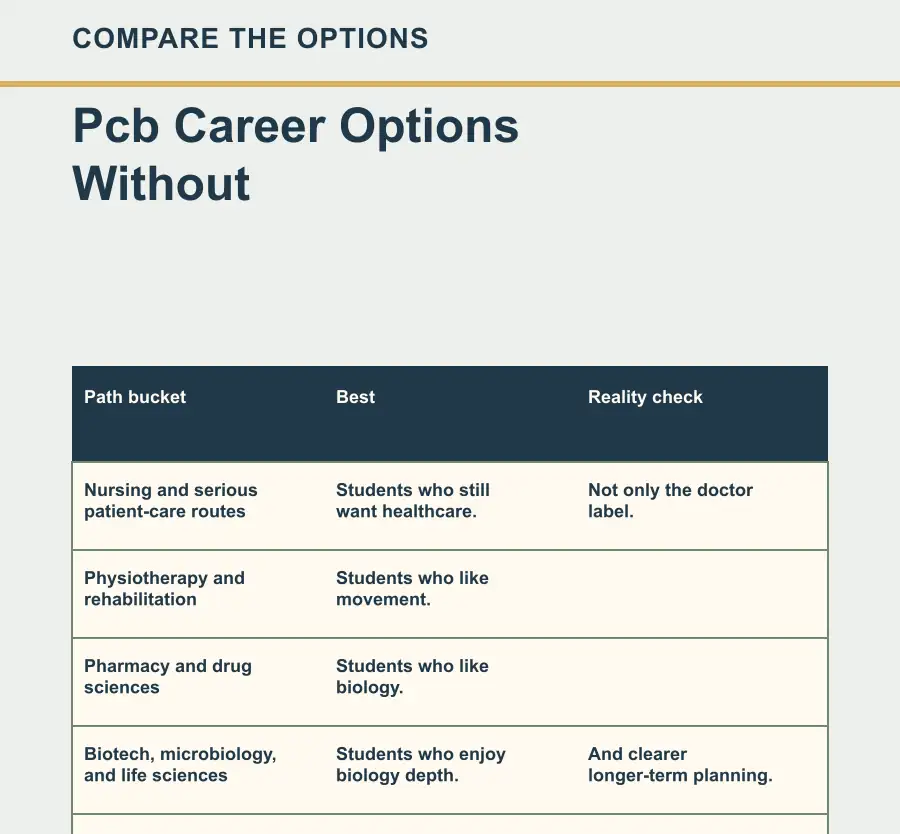 COMPARE THE OPTIONS
Pcb Career Options
Without
Path bucket
Best
Reality check
Nursing and serious
patient-care routes
Students who still
want healthcare.
Not only the doctor
label.
Physiotherapy and
rehabilitation
Students who like
movement.
Pharmacy and drug
sciences
Students who like
biology.
Biotech, microbiology,
and life sciences
Students who enjoy
biology depth.
And clearer
longer-term planning.